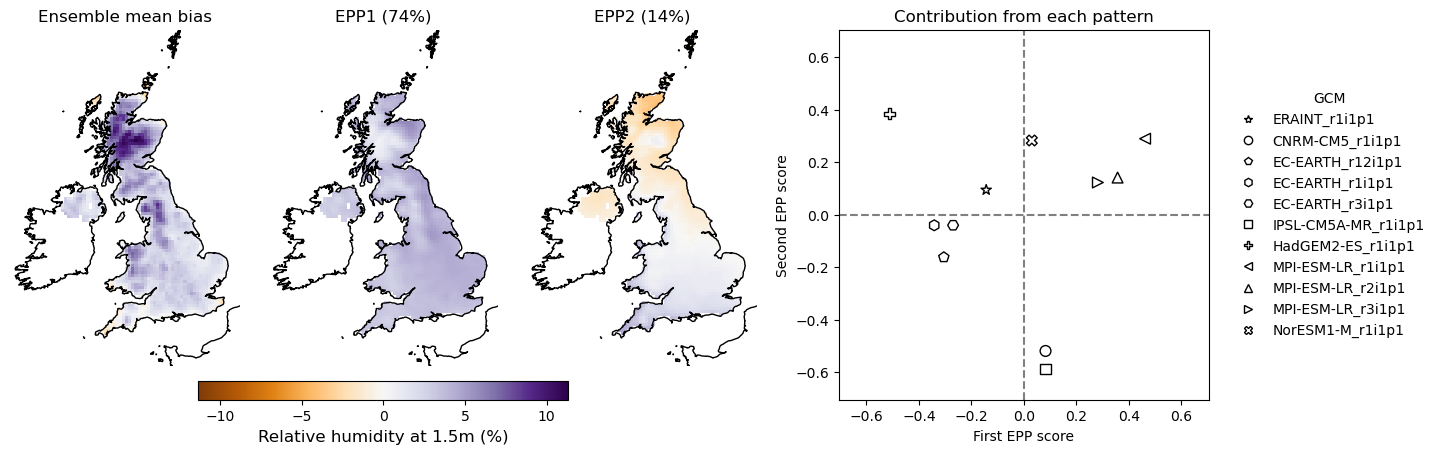 Ensemble mean bias
EPP1 (74%)
EPP2 (14%)
Contribution from each pattern
−10
−5
0
5
10
Relative humidity at 1.5m (%)
Second EPP score
0.6
0.4
0.2
0.0
−0.2
−0.4
−0.6
−0.6
−0.4
−0.2
0.0
0.2
0.4
0.6
First EPP score
GCM
ERAINT_r1i1p1
CNRM-CM5_r1i1p1
EC-EARTH_r12i1p1
EC-EARTH_r1i1p1
EC-EARTH_r3i1p1
IPSL-CM5A-MR_r1i1p1
HadGEM2-ES_r1i1p1
MPI-ESM-LR_r1i1p1
MPI-ESM-LR_r2i1p1
MPI-ESM-LR_r3i1p1
NorESM1-M_r1i1p1